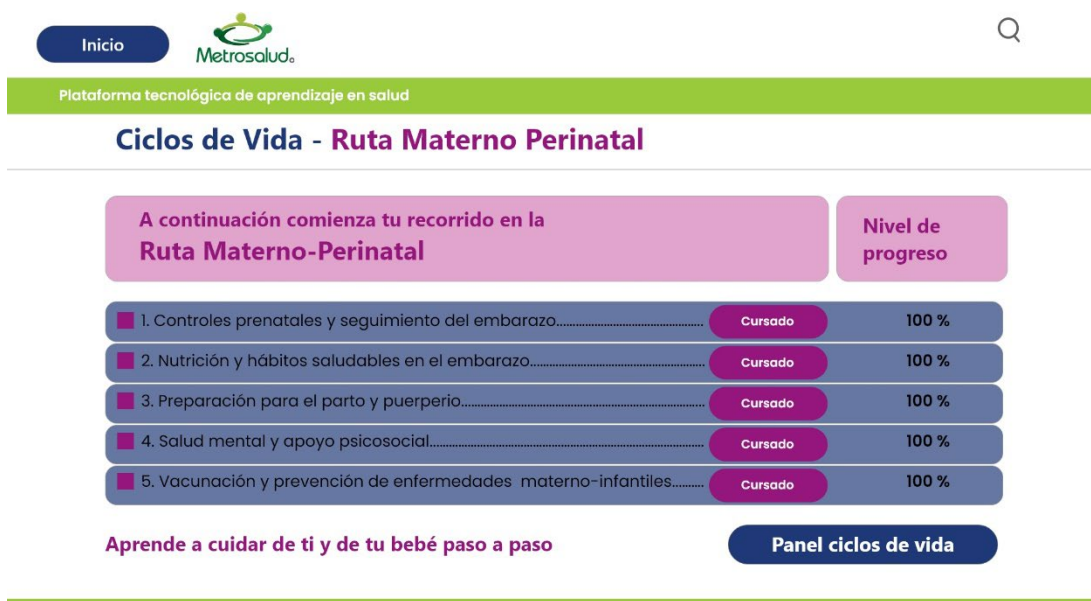 Inicio
Metrosalud
Plataforma tecnológica de aprendizaje en salud
Ciclos de Vida - Ruta Materno Perinatal
A continuación comienza tu recorrido en la
Ruta Materno-Perinatal
Nivel de
progreso
1. Controles prenatales y seguimiento del embarazo................................................ Cursado 100 %
2. Nutrición y hábitos saludables en el embarazo......................................................... Cursado 100 %
3. Preparación para el parto y puerperio................................................................................ Cursado 100 %
4. Salud mental y apoyo psicosocial.......................................................................................... Cursado 100 %
5. Vacunación y prevención de enfermedades materno-infantiles.......... Cursado 100 %
Aprende a cuidar de ti y de tu bebé paso a paso
Panel ciclos de vida